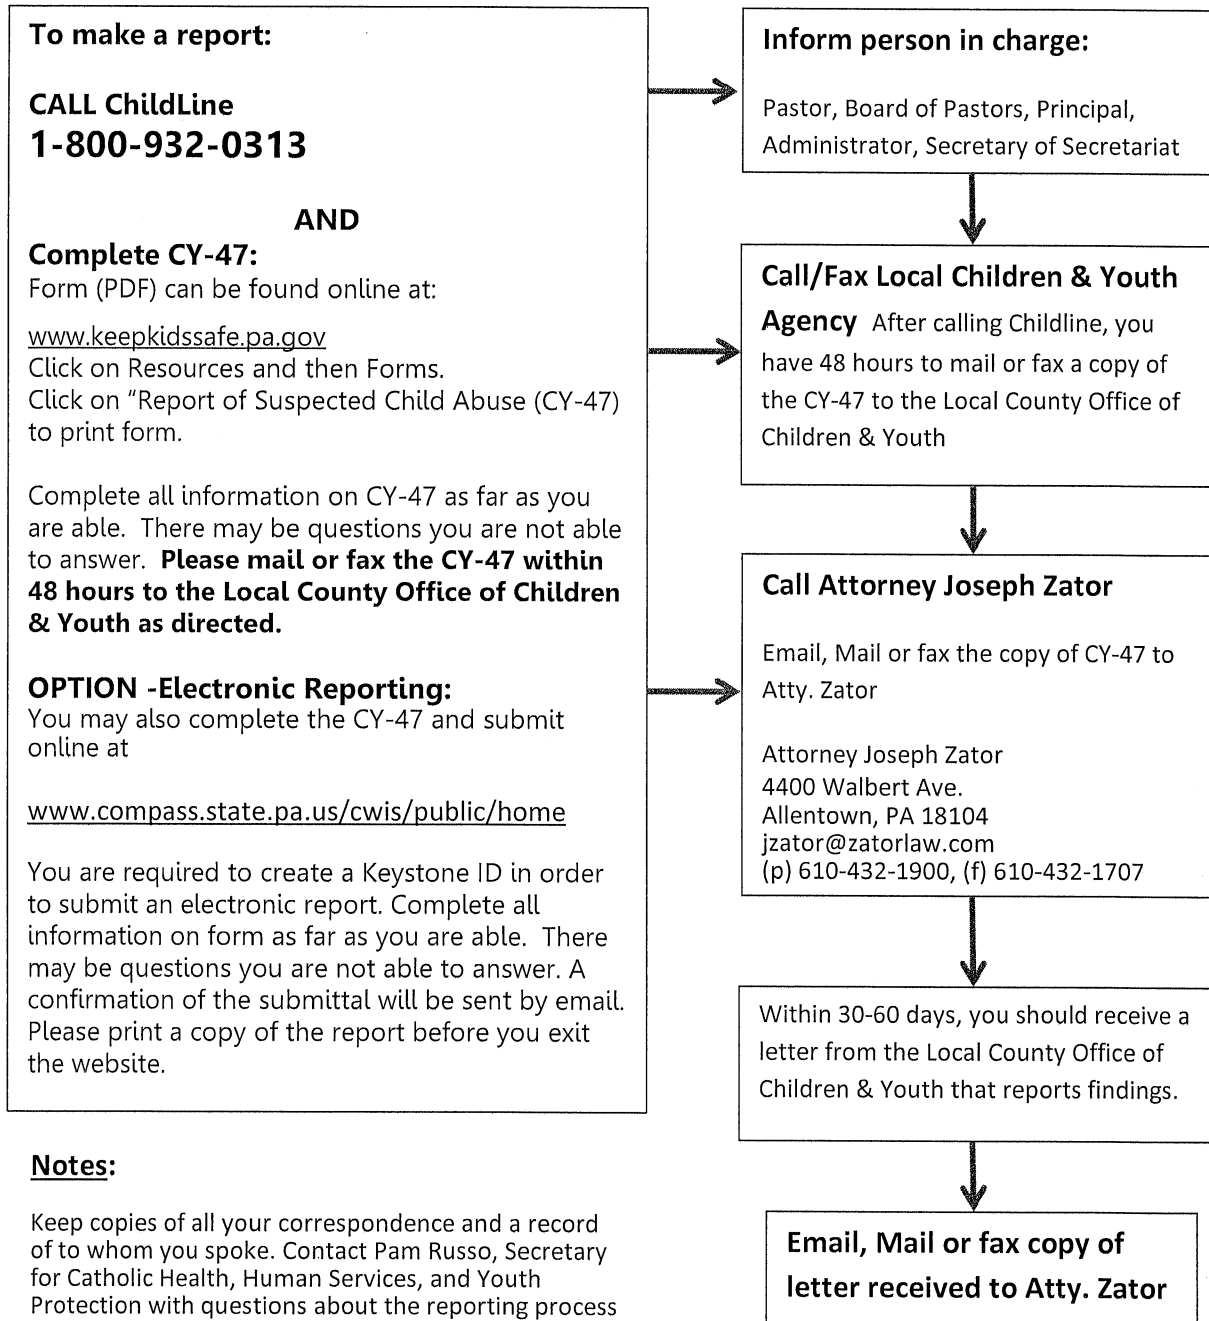 To make a report:
CALL ChildLine
1-800-932-0313
AND
Complete CY-47:
Form (PDF) can be found online at:
www.keepkidssafe.pa.gov
Click on Resources and then Forms.
Click on “Report of Suspected Child Abuse (CY-47)
to print form.
Complete all information on CY-47 as far as you
are able. There may be questions you are not able
to answer. Please mail or fax the CY-47 within
48 hours to the Local County Office of Children
& Youth as directed.
OPTION -Electronic Reporting:
You may also complete the CY-47 and submit
online at
www.compass.state.pa.us/cwis/public/home
You are required to create a Keystone ID in order
to submit an electronic report. Complete all
information on form as far as you are able. There
may be questions you are not able to answer. A
confirmation of the submittal will be sent by email.
Please print a copy of the report before you exit
the website.
Notes:
Keep copies of all your correspondence and a record
of to whom you spoke. Contact Pam Russo, Secretary
for Catholic Health, Human Services, and Youth
Protection with questions about the reporting process
Inform person in charge:
Pastor, Board of Pastors, Principal,
Administrator, Secretary of Secretariat
Call/Fax Local Children & Youth
Agency After calling Childline, you
have 48 hours to mail or fax a copy of
the CY-47 to the Local County Office of
Children & Youth
Call Attorney Joseph Zator
Email, Mail or fax the copy of CY-47 to
Atty. Zator
Attorney Joseph Zator
4400 Walbert Ave.
Allentown, PA 18104
jzator@zatorlaw.com
(p) 610-432-1900, (f) 610-432-1707
Within 30-60 days, you should receive a
letter from the Local County Office of
Children & Youth that reports findings.
Email, Mail or fax copy of
letter received to Atty. Zator